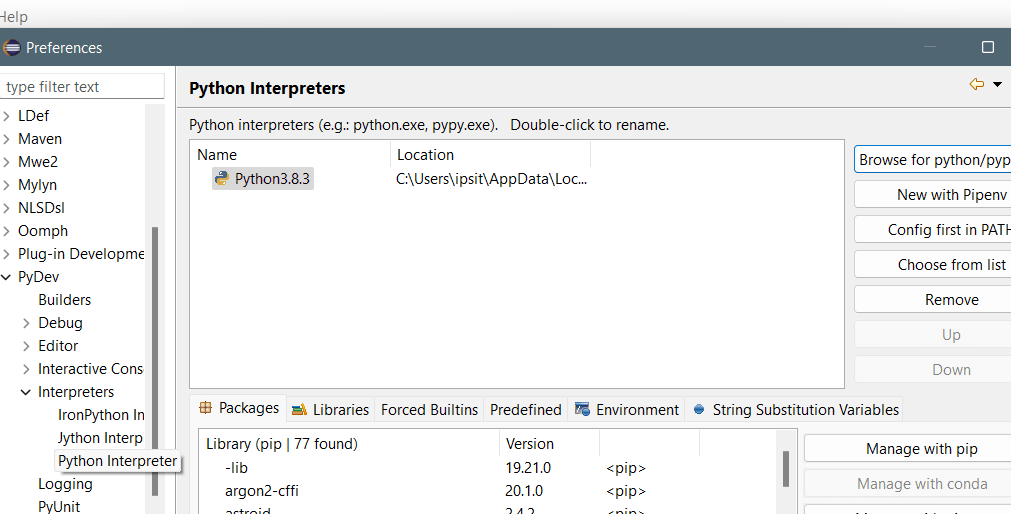 Help
Preferences
type filter text
LDef
Maven
Mwe2
Mylyn
NLSDsl
Oomph
Plug-in Developme
PyDev
Builders
Debug
Editor
Interactive Cons
Interpreters
IronPython In
Jython Interp
Python Interpreter
Logging
PyUnit
Python Interpreters
Python interpreters (e.g.: python.exe, pypy.exe). Double-click to rename.
Name Location
Python3.8.3 C:\Users\ipsit\AppData\Loc...
Browse for python/pyp
New with Pipenv
Config first in PATH
Choose from list
Remove
Up
Down
Packages Libraries Forced Builtins Predefined Environment String Substitution Variables
Library (pip | 77 found) Version
-lib 19.21.0 <pip>
argon2-cffi 20.1.0 <pip>
astroid 2.4.2 <pip>
Manage with pip
Manage with conda